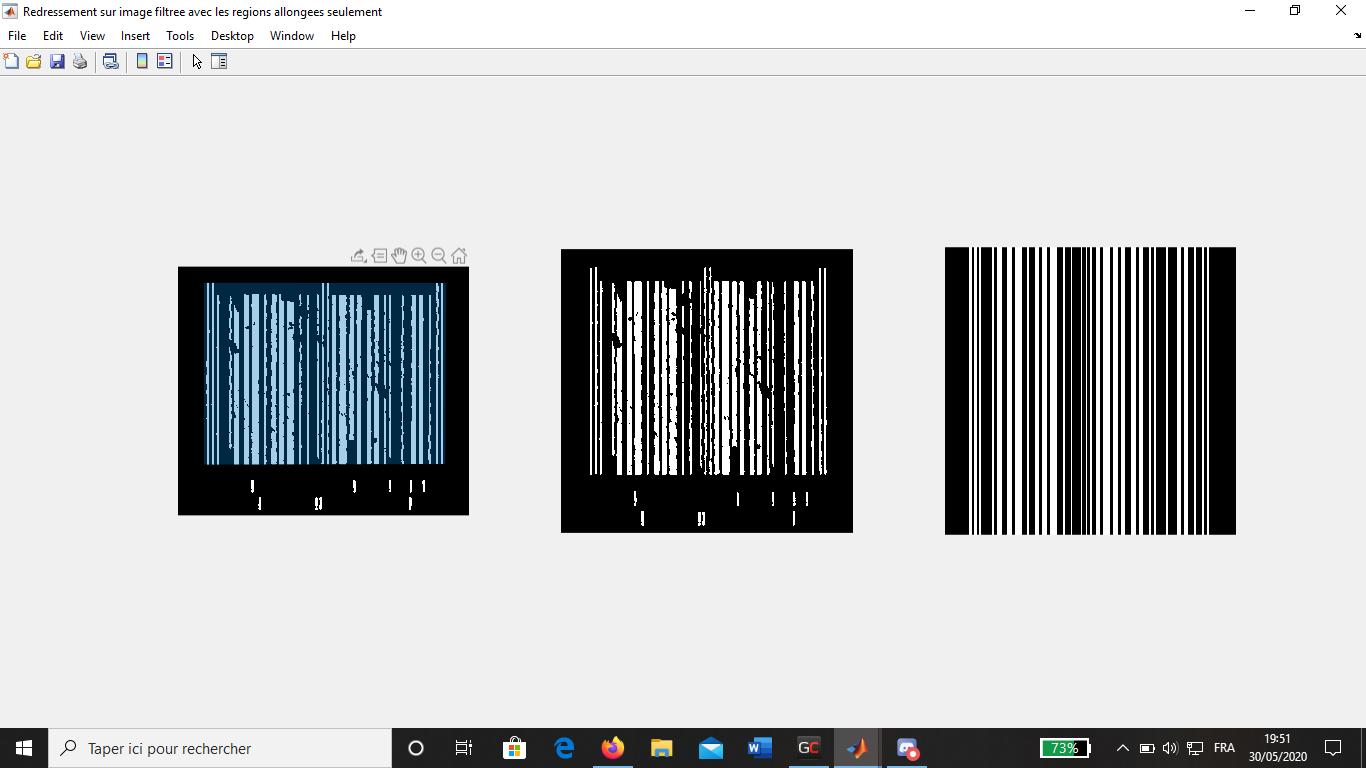 Redressement sur image filtree avec les regions allongees seulement
File Edit View Insert Tools Desktop Window Help
Taper ici pour rechercher
GC
73%
FRA
19:51
30/05/2020